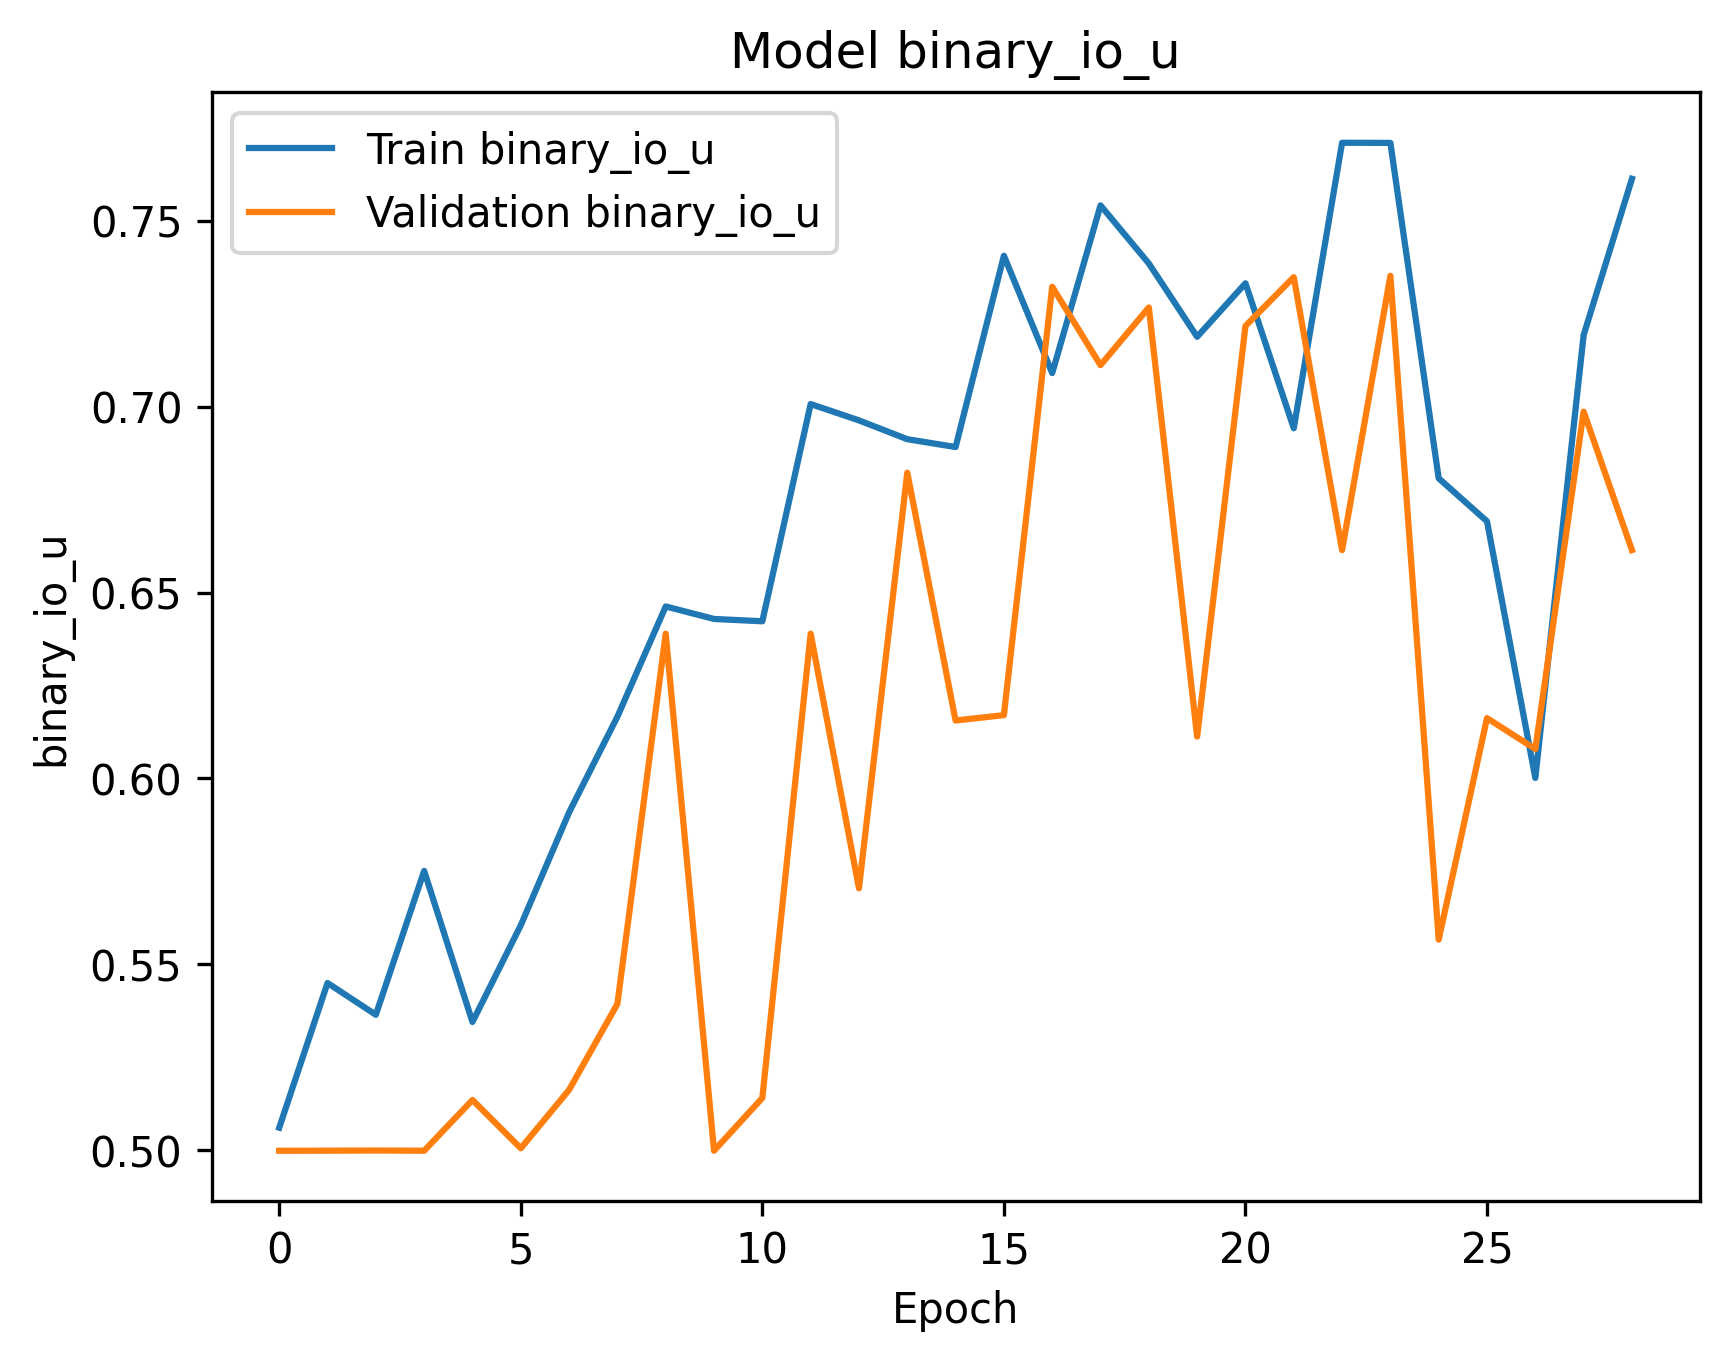 Model binary_io_u
Train binary_io_u
Validation binary_io_u
binary_io_u
0.75
0.70
0.65
0.60
0.55
0.50
0 5 10 15 20 25
Epoch